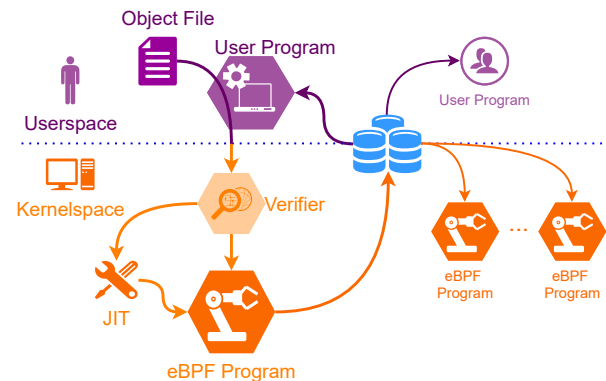 Object File
User Program
User Program
Userspace
Kernelspace
Verifier
JIT
eBPF Program
eBPF
Program
...
eBPF
Program